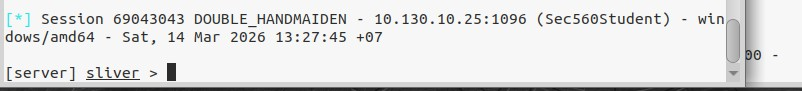 [*] Session 69043043 DOUBLE_HANDMAIDEN - 10.130.10.25:1096 (Sec560Student) - win
dows/amd64 - Sat, 14 Mar 2026 13:27:45 +07
00 -
[server] sliver >